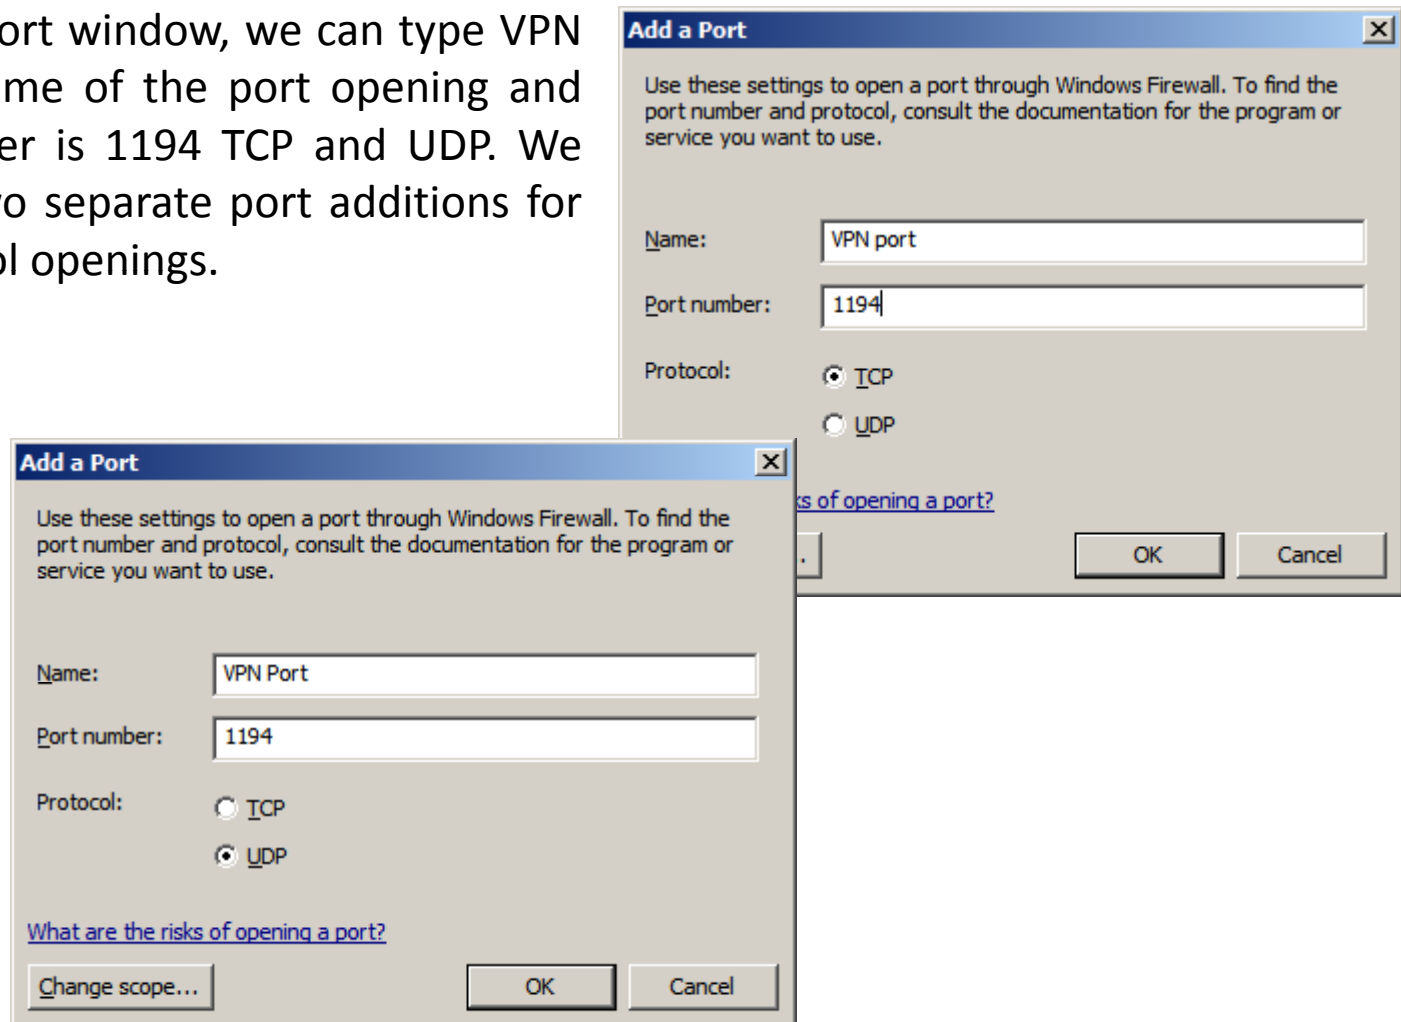 ort window, we can type VPN
me of the port opening and
er is 1194 TCP and UDP. We
o separate port additions for
ol openings.
Add a Port
Use these settings to open a port through Windows Firewall. To find the
port number and protocol, consult the documentation for the program or
service you want to use.
Name: VPN port
Port number: 1194
Protocol: TCP
UDP
ks of opening a port?
OK Cancel
Add a Port
Use these settings to open a port through Windows Firewall. To find the
port number and protocol, consult the documentation for the program or
service you want to use.
Name: VPN Port
Port number: 1194
Protocol: TCP
UDP
What are the risks of opening a port?
Change scope... OK Cancel